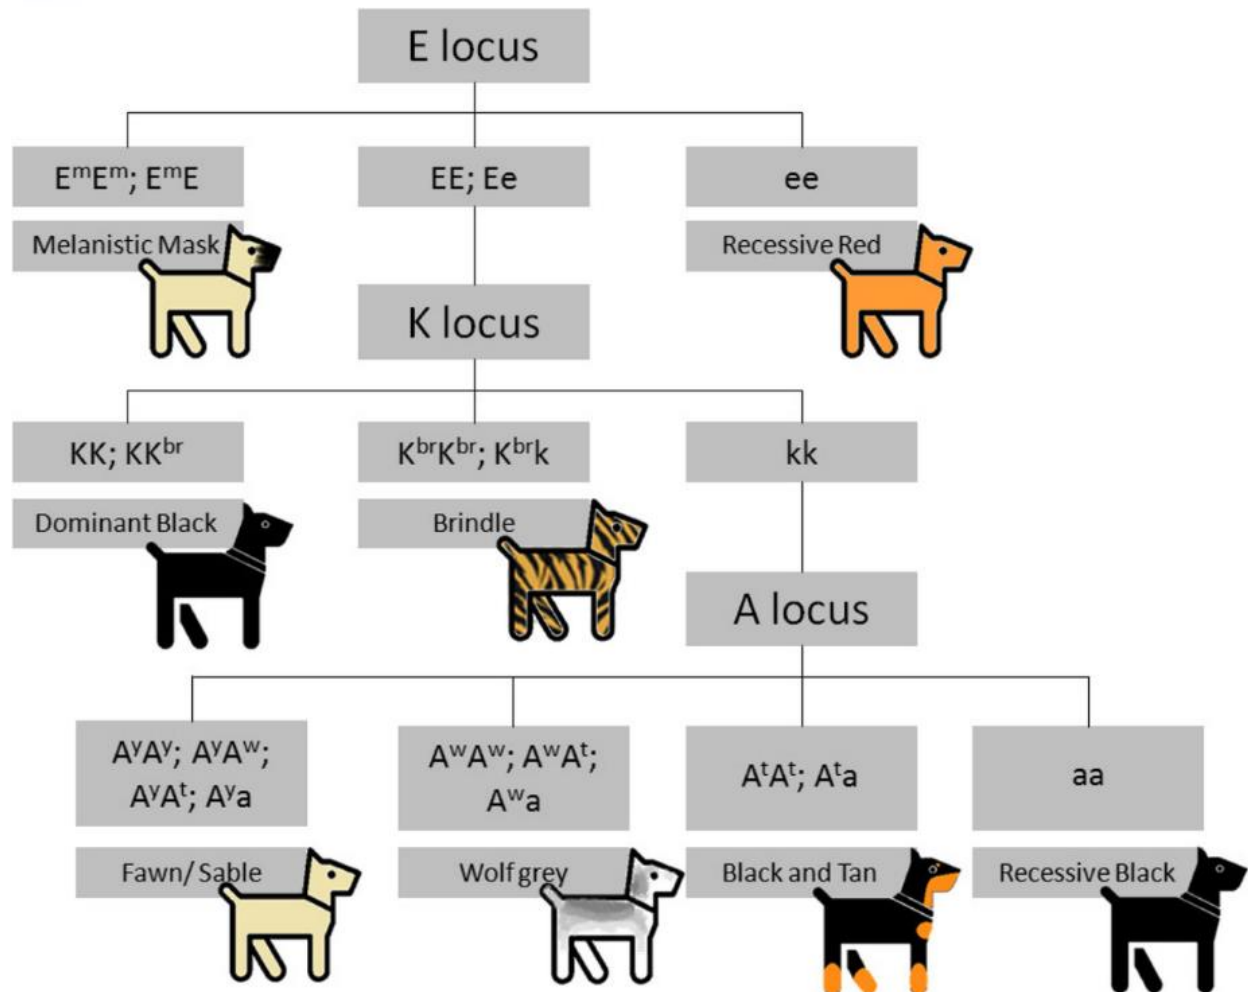 E locus
EᵐEᵐ; EᵐE
EE; Ee
ee
Melanistic Mask
Recessive Red
K locus
KK; KKᵇʳ
KᵇʳKᵇʳ; Kᵇʳk
kk
Dominant Black
Brindle
A locus
AʸAʸ; AʸAʷ;
AʸAᵗ; Aʸa
AʷAʷ; AʷAᵗ;
Aʷa
AᵗAᵗ; Aᵗa
aa
Fawn/ Sable
Wolf grey
Black and Tan
Recessive Black